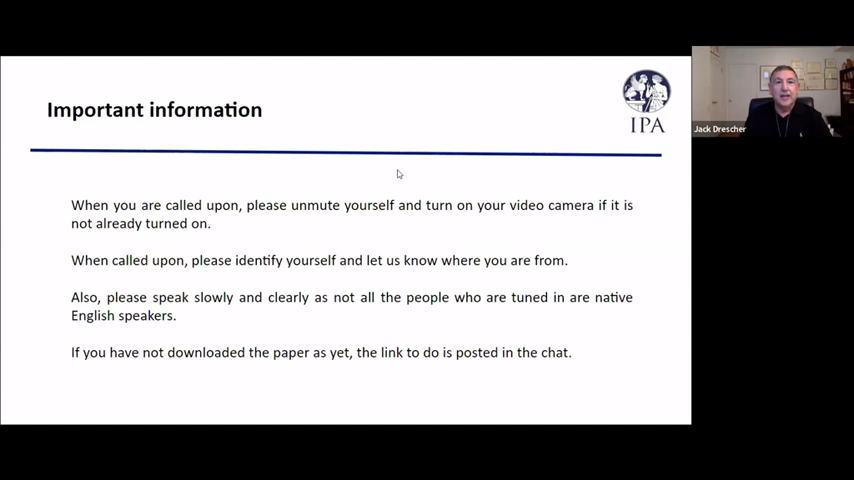 Important information
IPA
Jack Drescher
When you are called upon, please unmute yourself and turn on your video camera if it is
not already turned on.
When called upon, please identify yourself and let us know where you are from.
Also, please speak slowly and clearly as not all the people who are tuned in are native
English speakers.
If you have not downloaded the paper as yet, the link to do is posted in the chat.